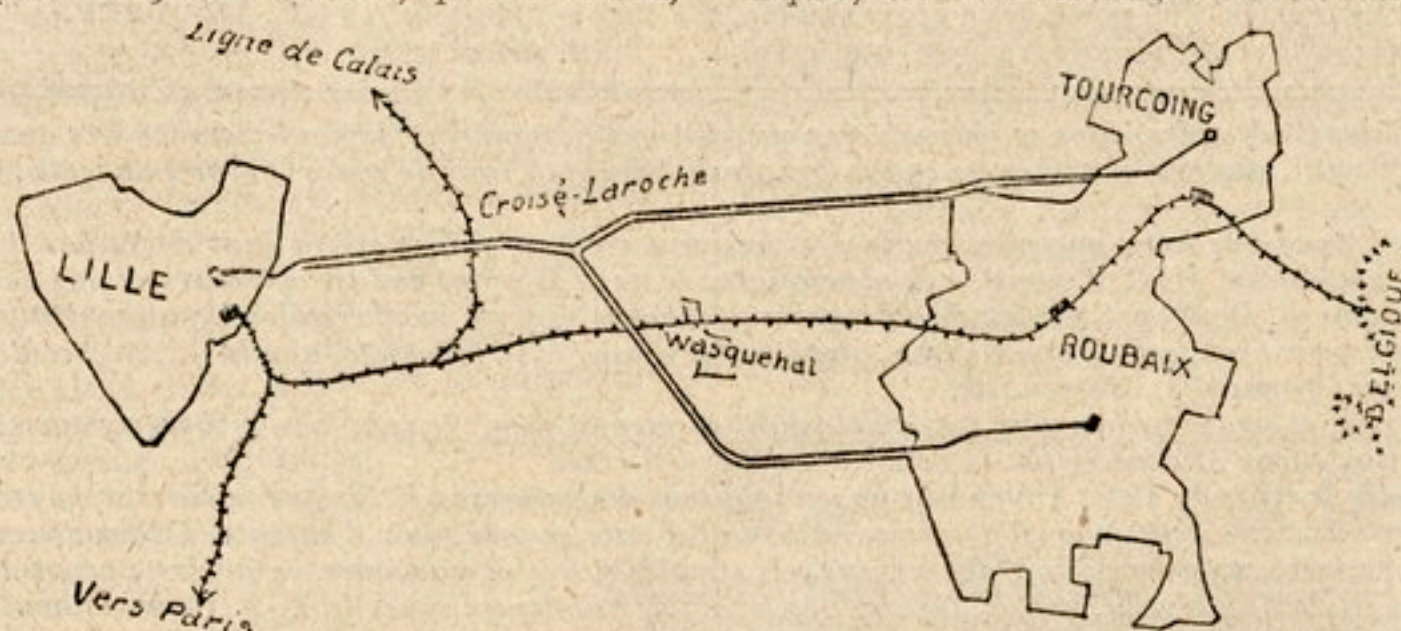 Ligne de Calais
TOURCOING
Croisé-Laroche
LILLE
Wasquehal
ROUBAIX
BELGIQUE
Vers Paris